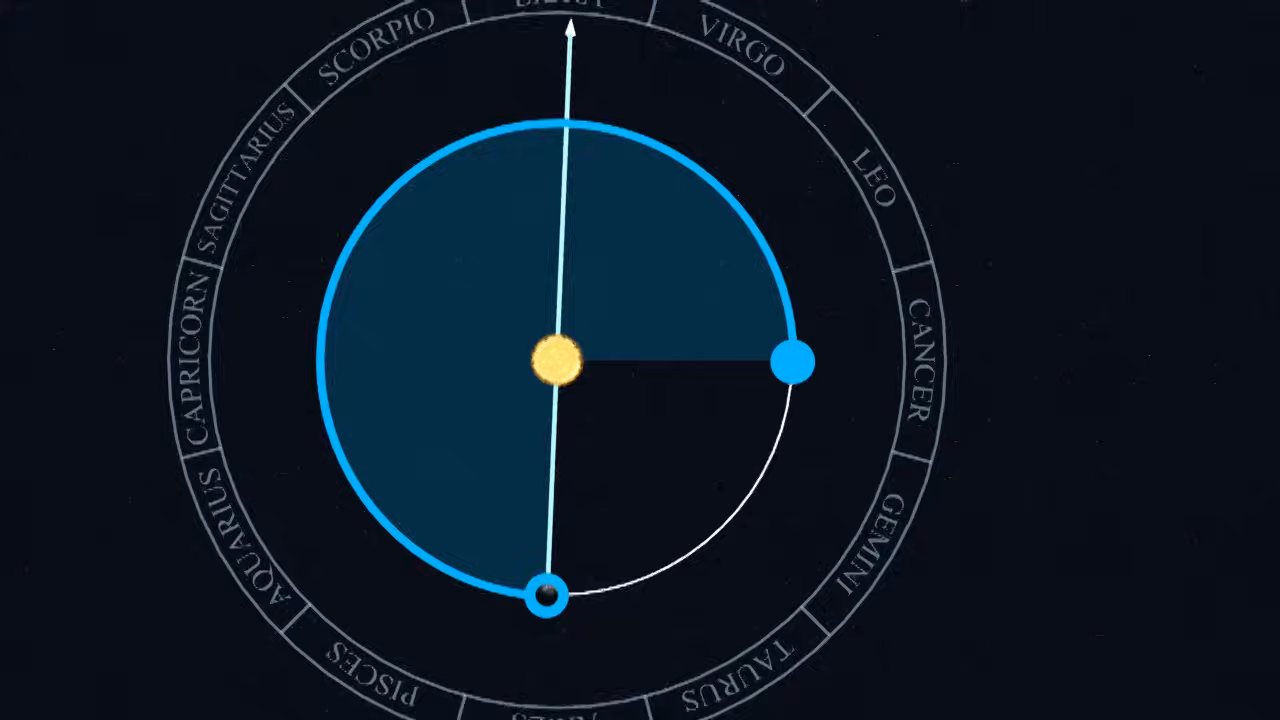 SCORPIO
VIRGO
SAGITTARIUS
LEO
CAPRICORN
CANCER
AQUARIUS
GEMINI
PISCES
TAURUS